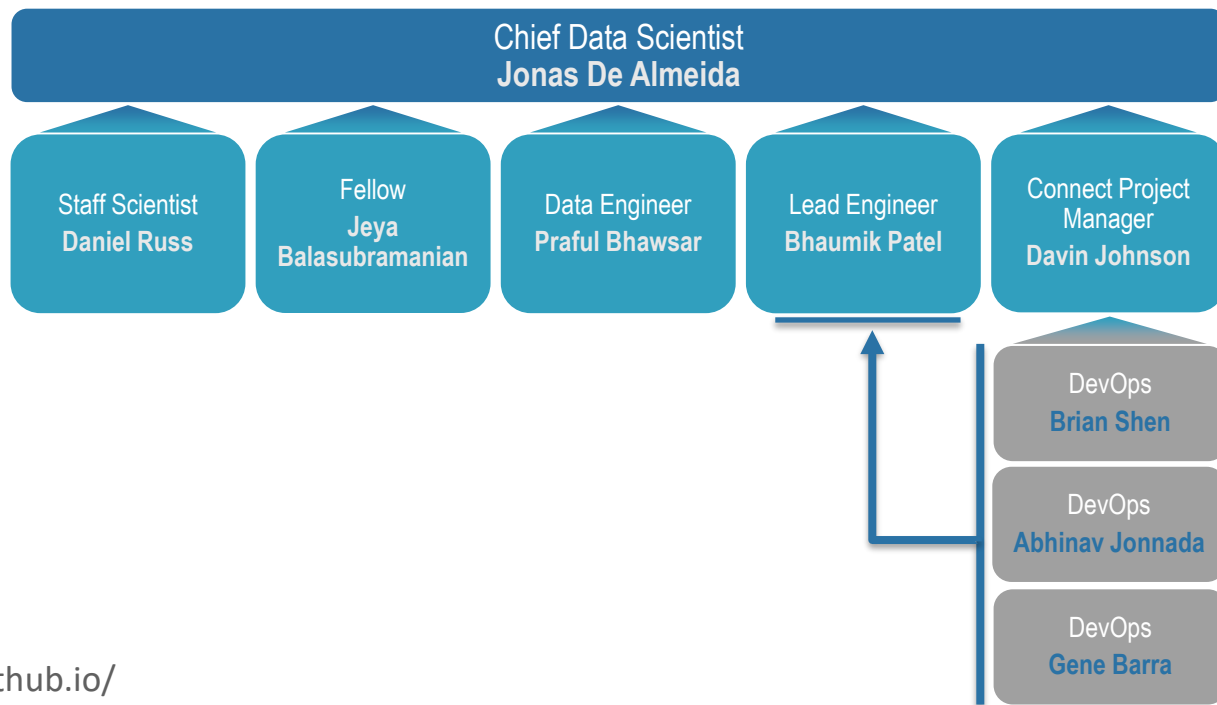 Chief Data Scientist
Jonas De Almeida
Staff Scientist
Daniel Russ
Fellow
Jeya
Balasubramanian
Data Engineer
Praful Bhawsar
Lead Engineer
Bhaumik Patel
Connect Project
Manager
Davin Johnson
DevOps
Brian Shen
DevOps
Abhinav Jonnada
DevOps
Gene Barra
thub.io/